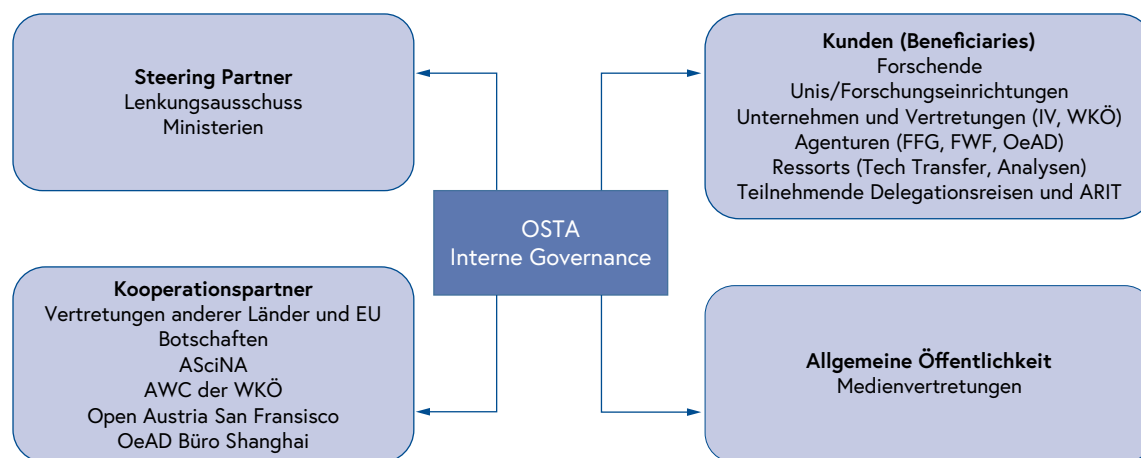 Steering Partner
Lenkungsausschuss
Ministerien
Kunden (Beneficiaries)
Forschende
Unis/Forschungseinrichtungen
Unternehmen und Vertretungen (IV, WKÖ)
Agenturen (FFG, FWF, OeAD)
Ressorts (Tech Transfer, Analysen)
Teilnehmende Delegationsreisen und ARIT
OSTA
Interne Governance
Kooperationspartner
Vertretungen anderer Länder und EU
Botschaften
ASciNA
AWC der WKÖ
Open Austria San Fransisco
OeAD Büro Shanghai
Allgemeine Öffentlichkeit
Medienvertretungen